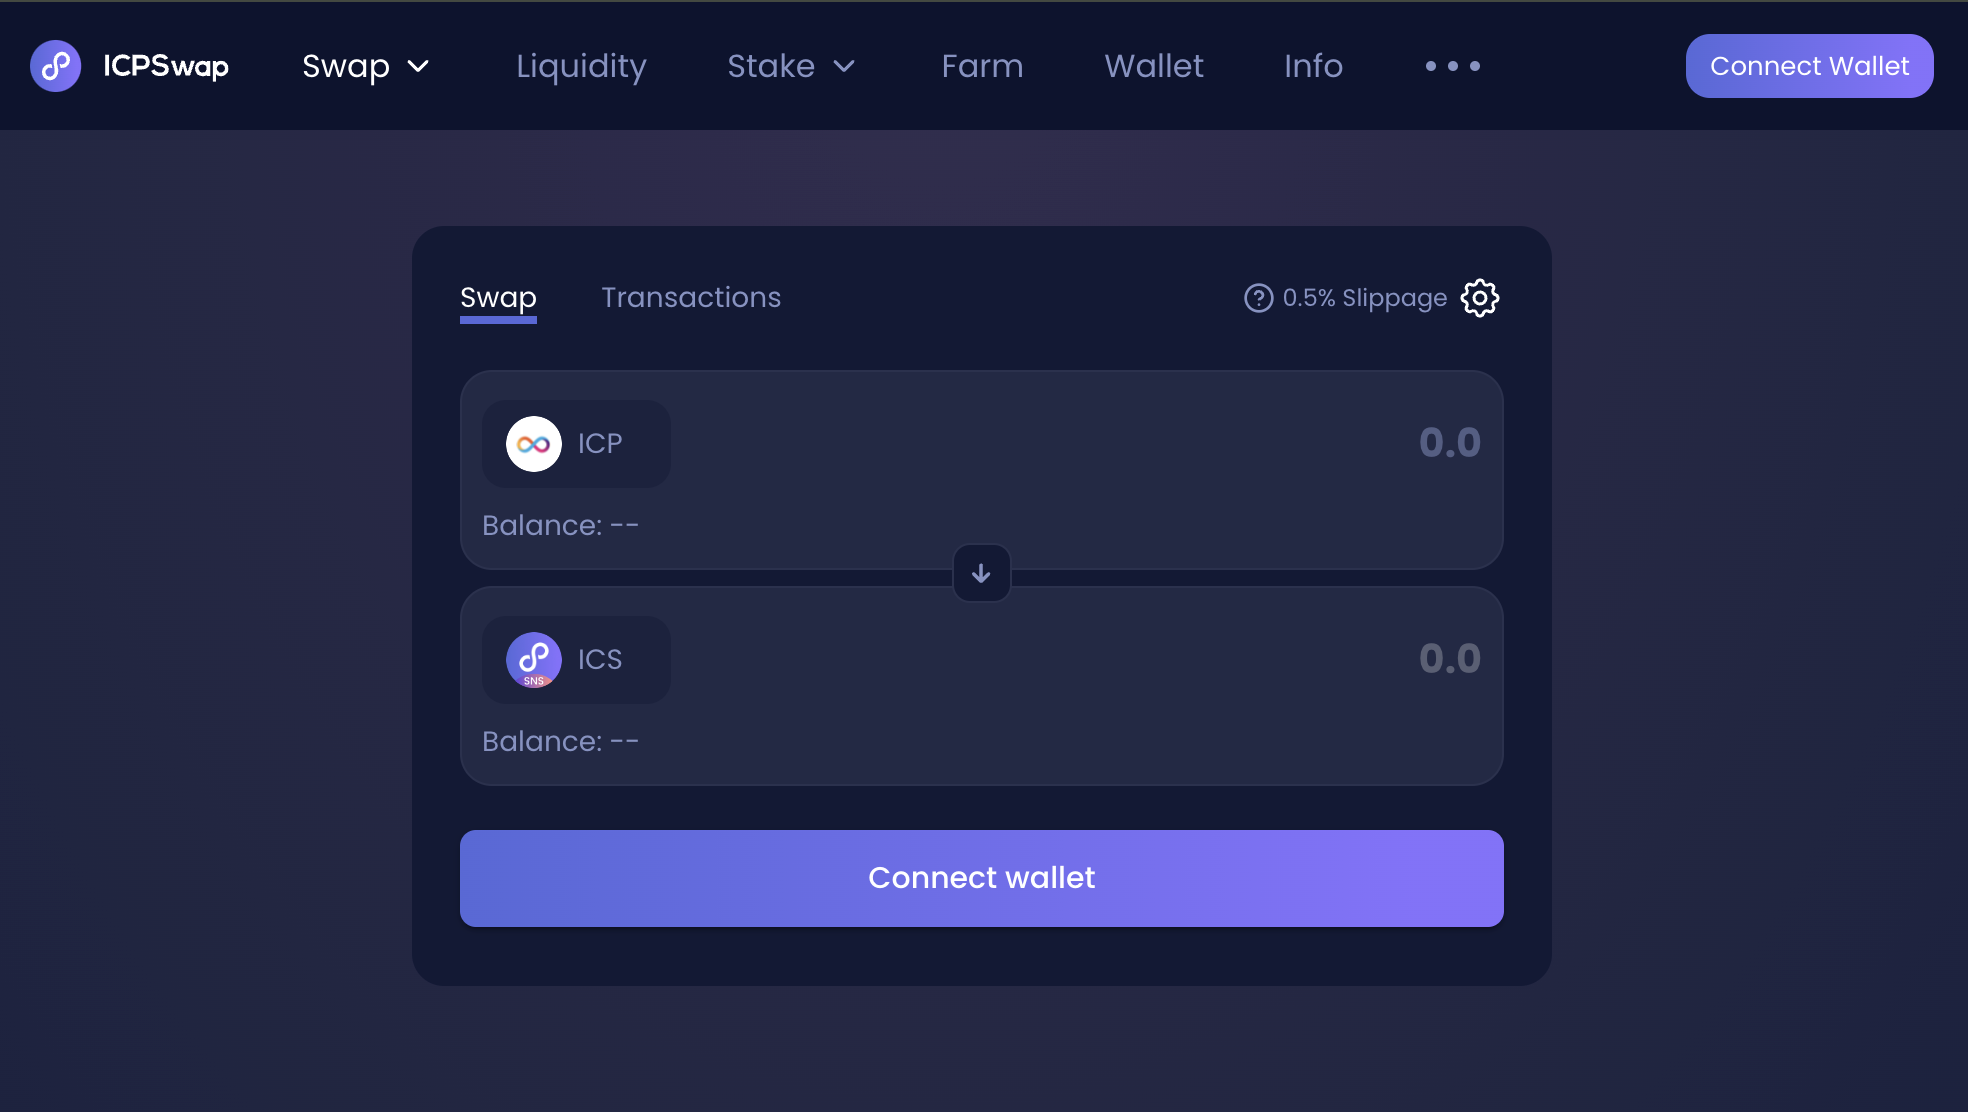 ICPSwap Swap Liquidity Stake Farm Wallet Info Connect Wallet
Swap Transactions 0.5% Slippage
ICP 0.0
Balance: --
SNS ICS 0.0
Balance: --
Connect wallet